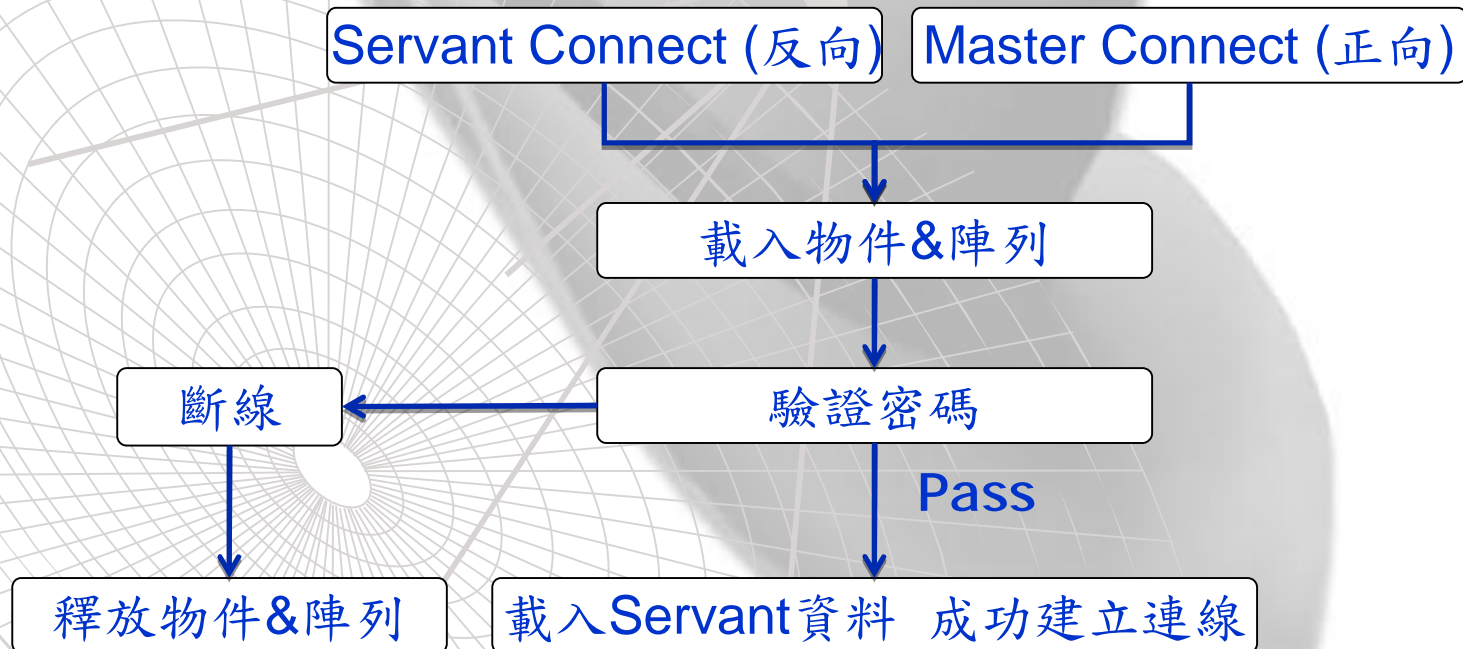 Servant Connect (反向)
Master Connect (正向)
載入物件&陣列
斷線
驗證密碼
Pass
釋放物件&陣列
載入Servant資料 成功建立連線